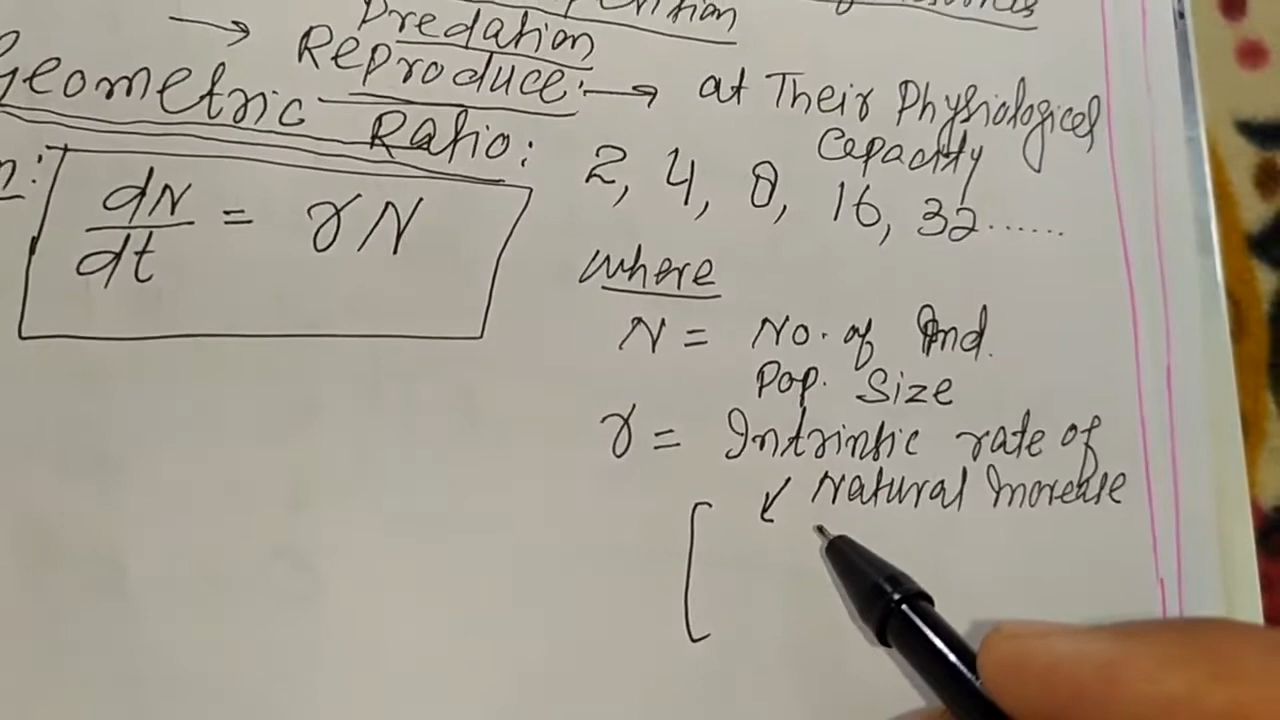 Predation
→ Reproduce: → at Their Physiological
Capacity
Geometric Ratio: 2, 4, 8, 16, 32......
dN/dt = rN
where
N = No. of Ind.
Pop. Size
r = Intrinsic rate of
Natural Increase